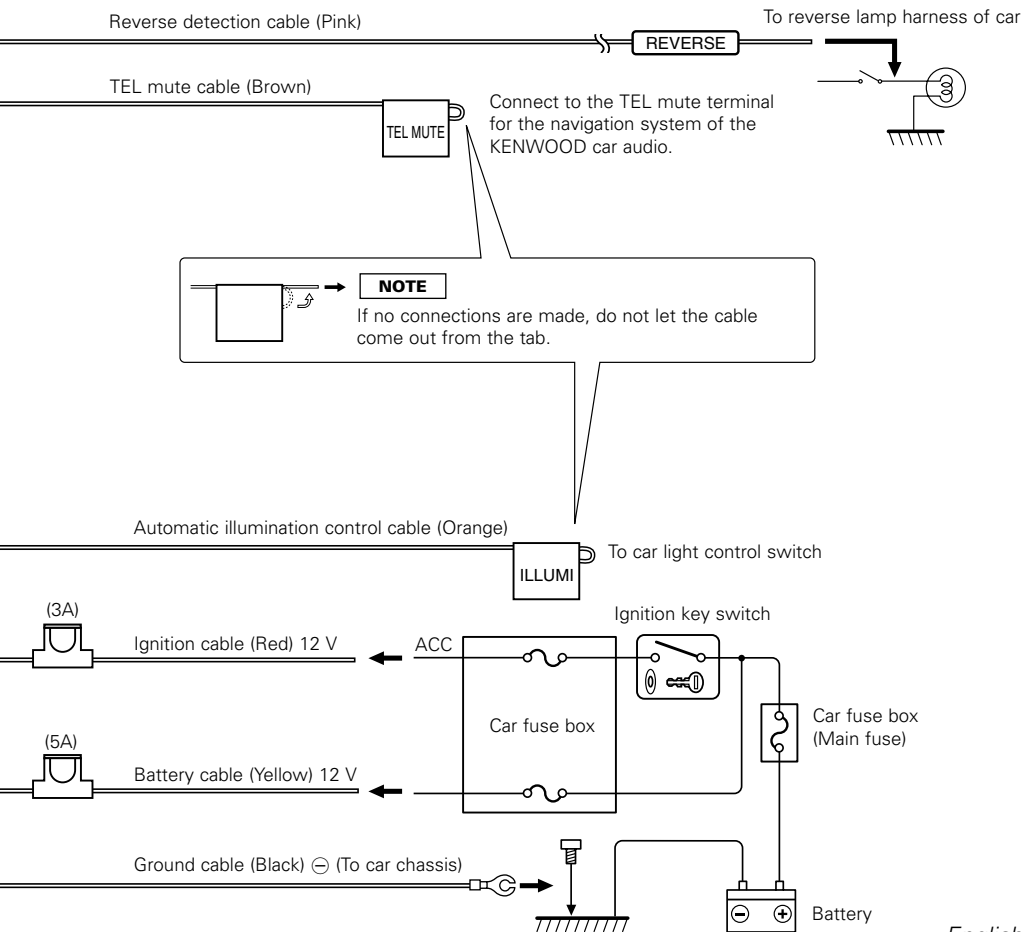 Reverse detection cable (Pink)
To reverse lamp harness of car
REVERSE
TEL mute cable (Brown)
TEL MUTE
Connect to the TEL mute terminal
for the navigation system of the
KENWOOD car audio.
NOTE
If no connections are made, do not let the cable
come out from the tab.
Automatic illumination control cable (Orange)
ILLUMI
To car light control switch
(3A)
Ignition cable (Red) 12 V
ACC
Ignition key switch
Car fuse box
Car fuse box
(Main fuse)
(5A)
Battery cable (Yellow) 12 V
Ground cable (Black) ⊖ (To car chassis)
⊖ ⊕
Battery
English